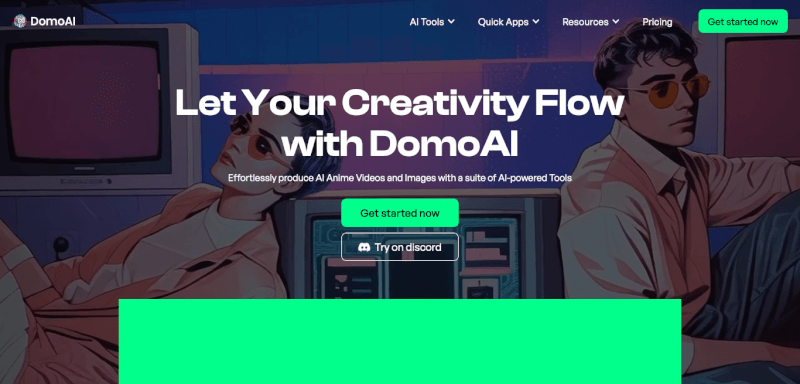 DomoAI
AI Tools
Quick Apps
Resources
Pricing
Get started now
Let Your Creativity Flow
with DomoAI
Effortlessly produce AI Anime Videos and Images with a suite of AI-powered Tools
Get started now
Try on discord